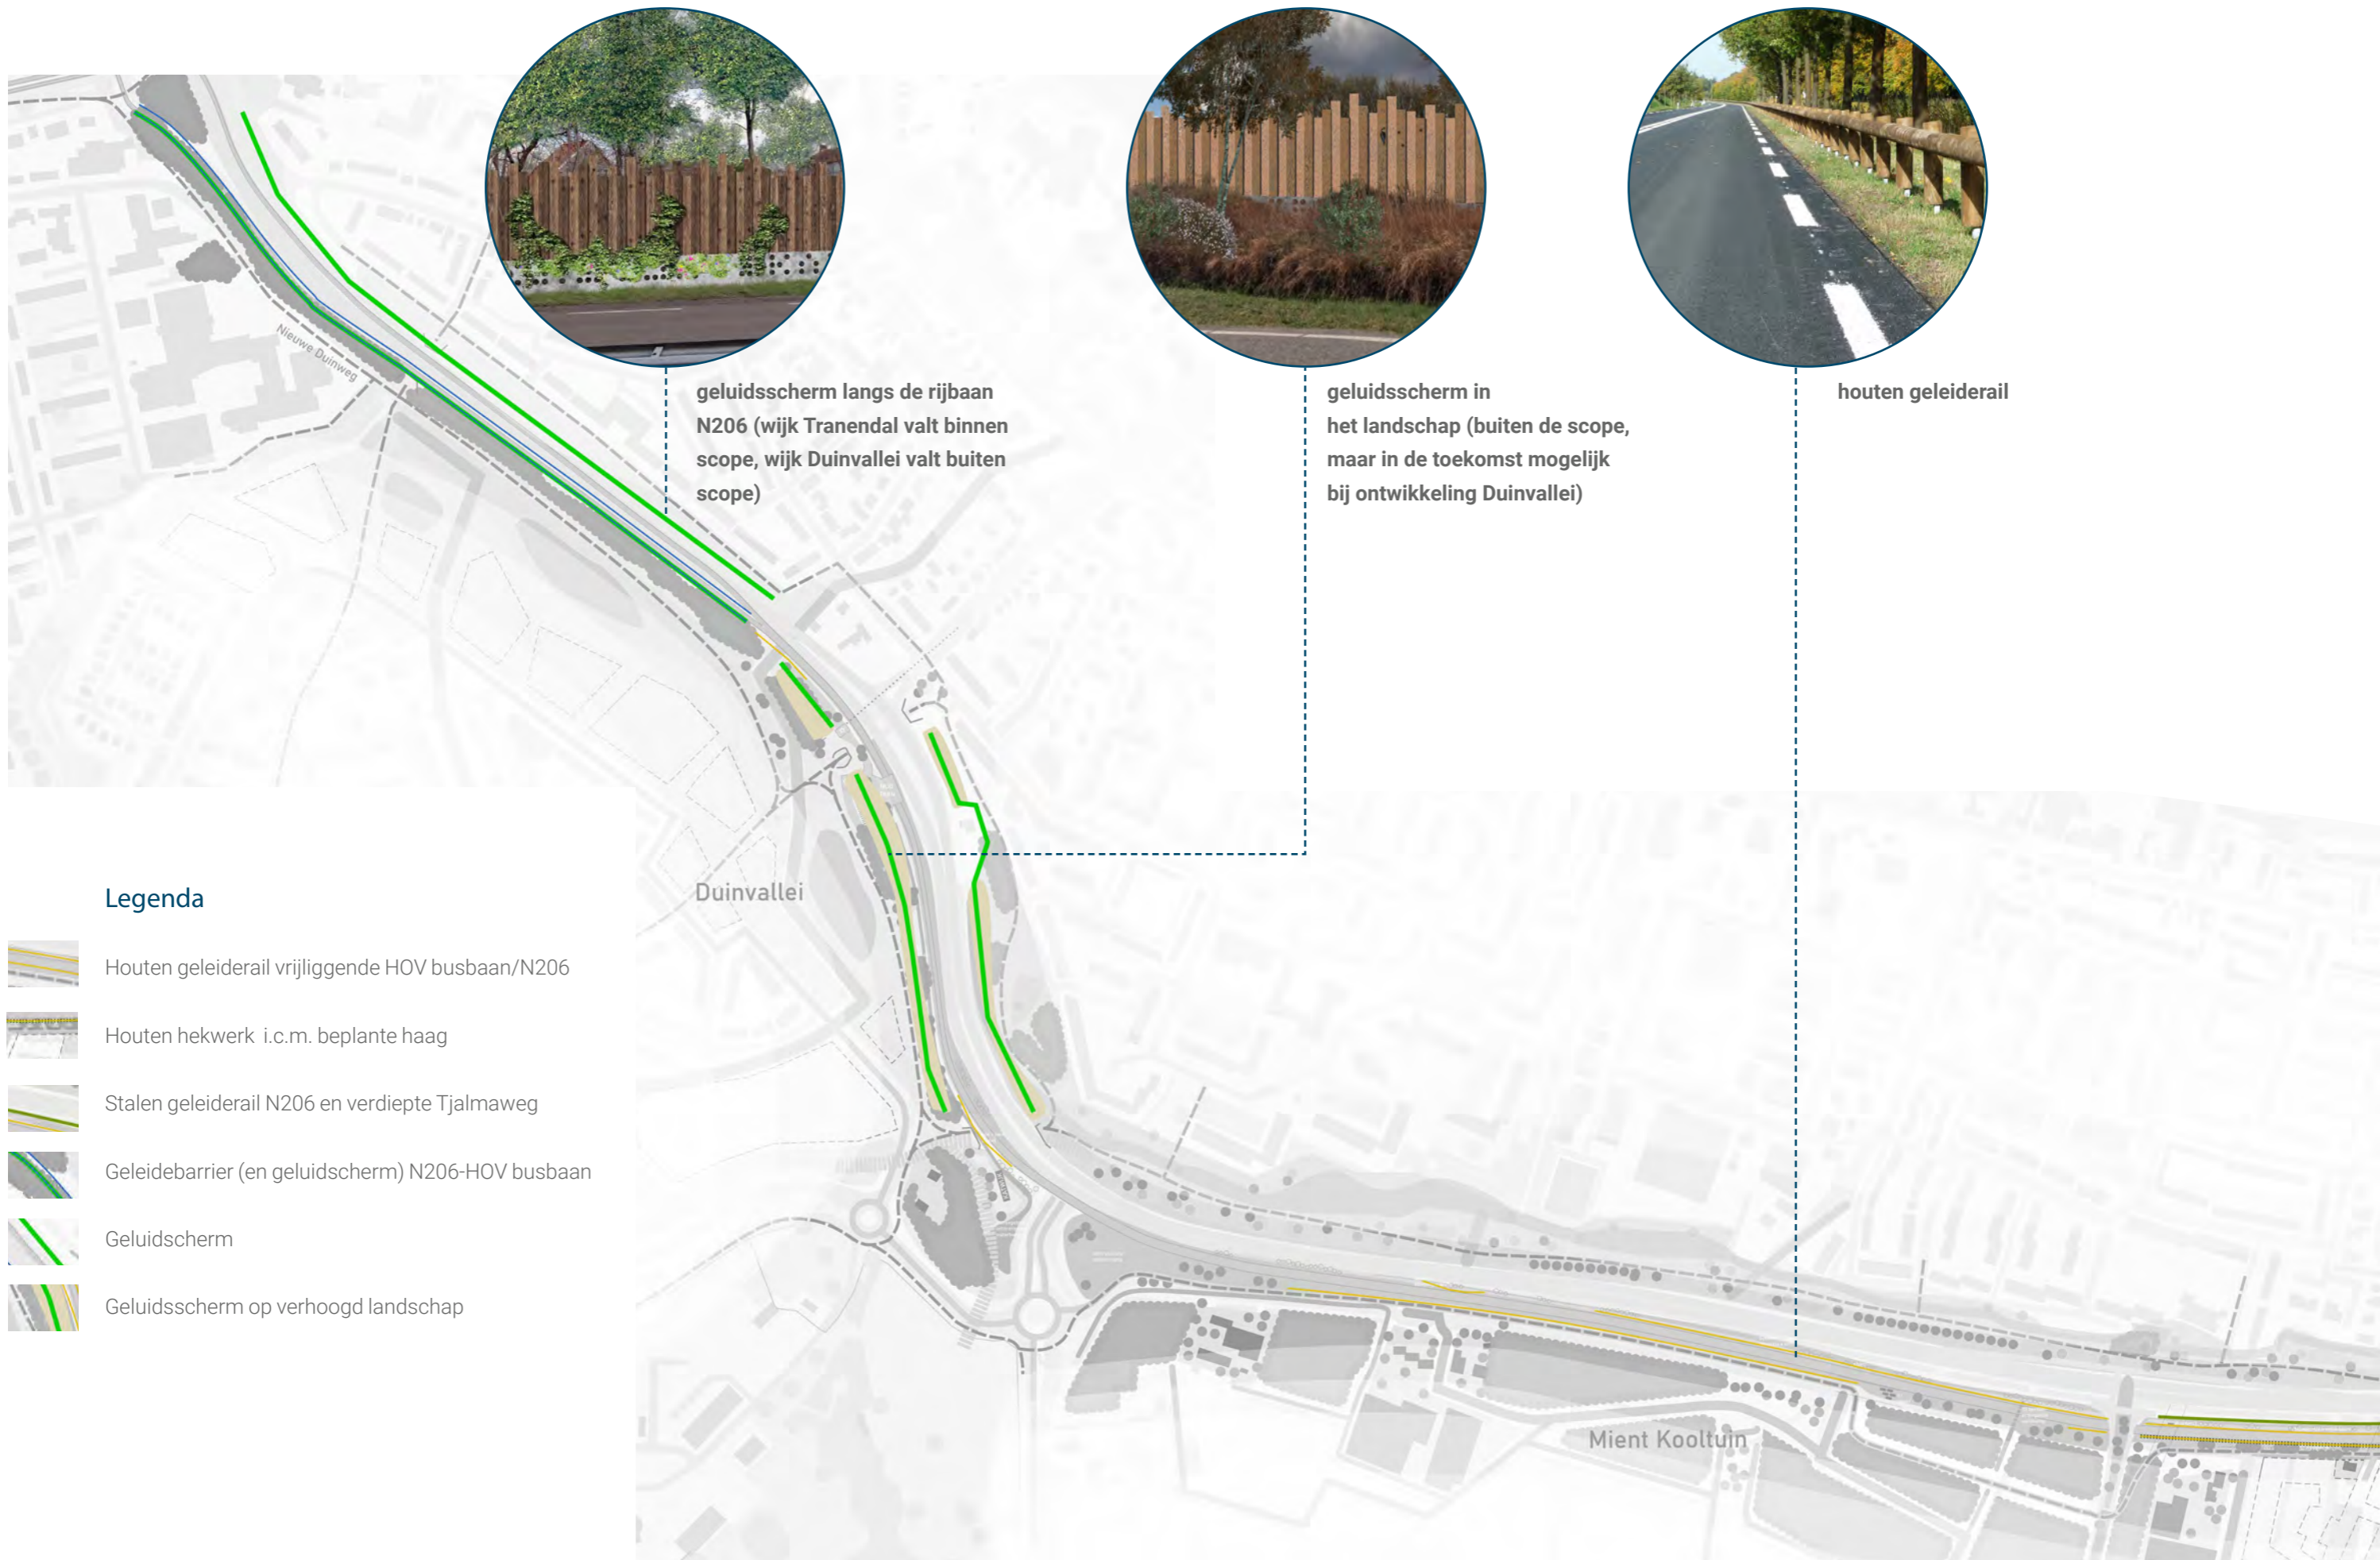 geluidsscherm langs de rijbaan
N206 (wijk Tranendal valt binnen
scope, wijk Duinvallei valt buiten
scope)
geluidsscherm in
het landschap (buiten de scope,
maar in de toekomst mogelijk
bij ontwikkeling Duinvallei)
houten geleiderail
Nieuwe Duinweg
Duinvallei
Legenda
Houten geleiderail vrijliggende HOV busbaan/N206
Houten hekwerk i.c.m. beplante haag
Stalen geleiderail N206 en verdiepte Tjalmaweg
Geleidebarrier (en geluidscherm) N206-HOV busbaan
Geluidscherm
Geluidsscherm op verhoogd landschap
Mient Kooltuin